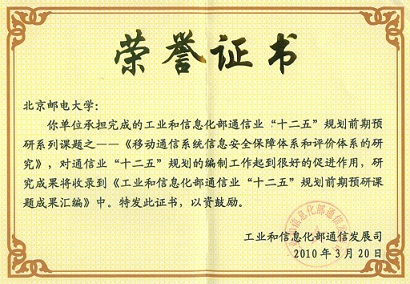 荣誉证书
北京邮电大学：
你单位承担完成的工业和信息化部通信业“十二五”规划前期预
研系列课题之一——《移动通信系统信息安全保障体系和评价体系的研
究》，对通信业“十二五”规划的编制工作起到很好的促进作用，研
究成果将收录到《工业和信息化部通信业“十二五”规划前期预研课
题成果汇编》中。特发此证书，以资鼓励。
工业和信息化部通信发展司
2010年3月20日